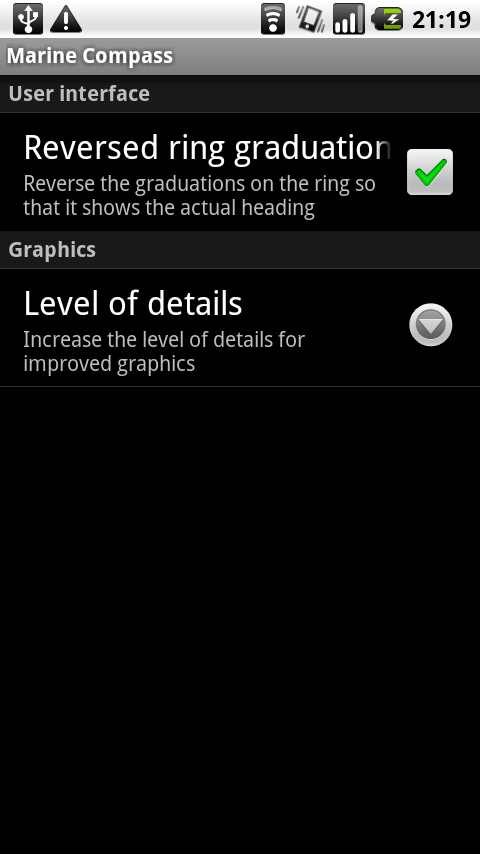 21:19
Marine Compass
User interface
Reversed ring graduation
Reverse the graduations on the ring so
that it shows the actual heading
Graphics
Level of details
Increase the level of details for
improved graphics